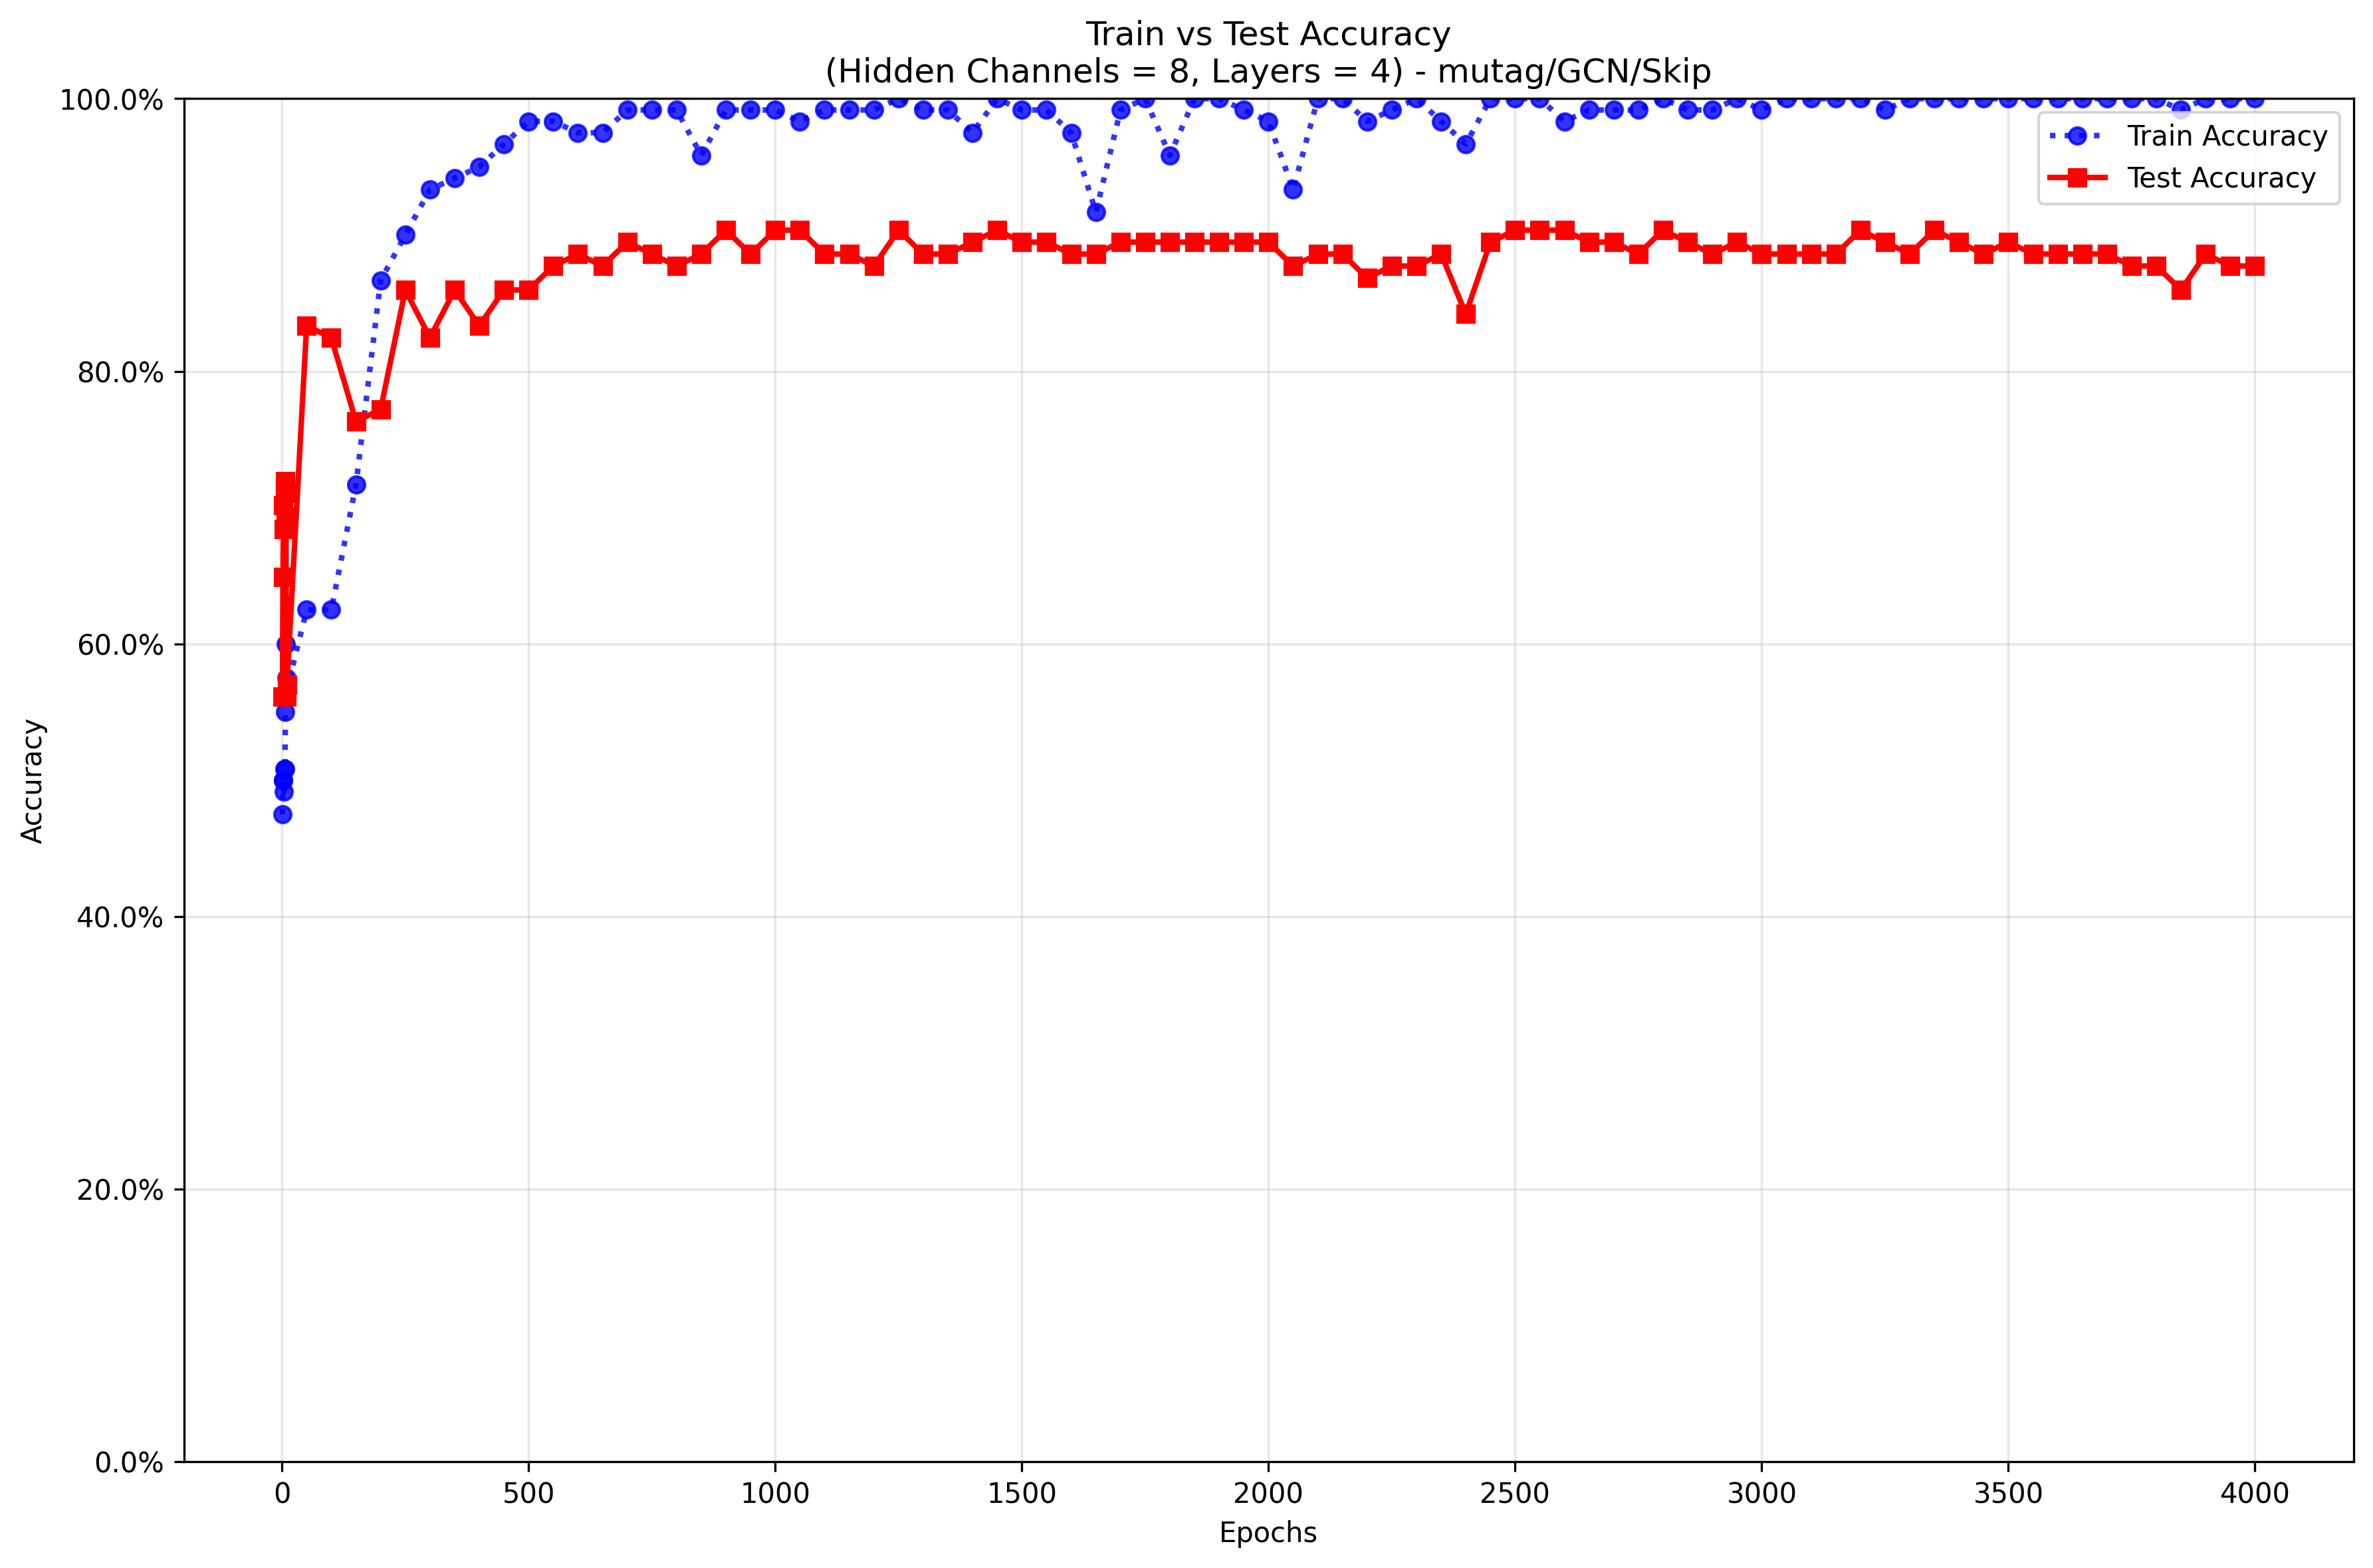 Train vs Test Accuracy
(Hidden Channels = 8, Layers = 4) - mutag/GCN/Skip
100.0%
80.0%
60.0%
40.0%
20.0%
0.0%
Accuracy
Train Accuracy
Test Accuracy
0 500 1000 1500 2000 2500 3000 3500 4000
Epochs